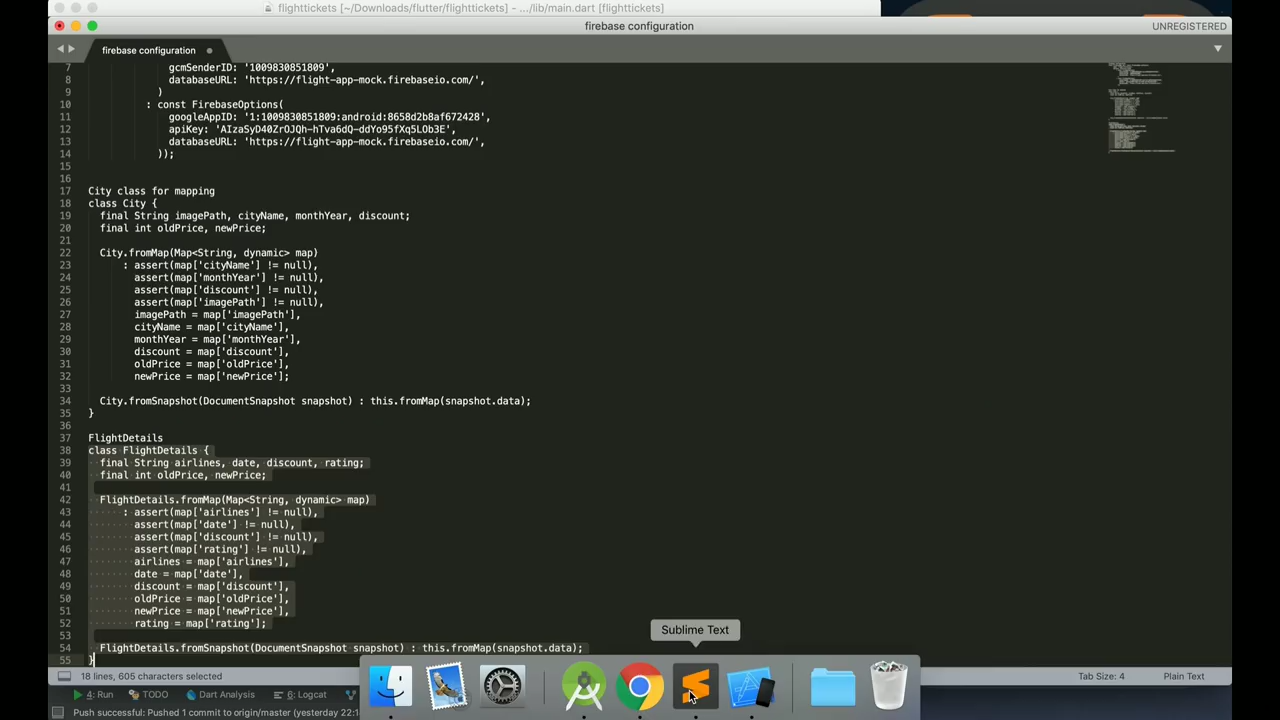 flighttickets [~/Downloads/flutter/flighttickets] - .../lib/main.dart [flighttickets]
firebase configuration
UNREGISTERED
firebase configuration
7 gcmSenderID: '1009830851809',
8 databaseURL: 'https://flight-app-mock.firebaseio.com/',
9 )
10 : const FirebaseOptions(
11 googleAppID: '1:1009830851809:android:8658d2b8af672428',
12 apiKey: 'AIzaSyD40ZrOJQh-hTva6dQ-ddYo95fXq5LOb3E',
13 databaseURL: 'https://flight-app-mock.firebaseio.com/',
14 ));
15
16
17 City class for mapping
18 class City {
19 final String imagePath, cityName, monthYear, discount;
20 final int oldPrice, newPrice;
21
22 City.fromMap(Map<String, dynamic> map)
23 : assert(map['cityName'] != null),
24 assert(map['monthYear'] != null),
25 assert(map['discount'] != null),
26 assert(map['imagePath'] != null),
27 imagePath = map['imagePath'],
28 cityName = map['cityName'],
29 monthYear = map['monthYear'],
30 discount = map['discount'],
31 oldPrice = map['oldPrice'],
32 newPrice = map['newPrice'];
33
34 City.fromSnapshot(DocumentSnapshot snapshot) : this.fromMap(snapshot.data);
35 }
36
37 FlightDetails
38 class FlightDetails {
39 final String airlines, date, discount, rating;
40 final int oldPrice, newPrice;
41
42 FlightDetails.fromMap(Map<String, dynamic> map)
43 : assert(map['airlines'] != null),
44 assert(map['date'] != null),
45 assert(map['discount'] != null),
46 assert(map['rating'] != null),
47 airlines = map['airlines'],
48 date = map['date'],
49 discount = map['discount'],
50 oldPrice = map['oldPrice'],
51 newPrice = map['newPrice'],
52 rating = map['rating'];
53
54 FlightDetails.fromSnapshot(DocumentSnapshot snapshot) : this.fromMap(snapshot.data);
55 }
Sublime Text
18 lines, 605 characters selected
Tab Size: 4
Plain Text
4: Run
TODO
Dart Analysis
6: Logcat
Push successful: Pushed 1 commit to origin/master (yesterday 22:1